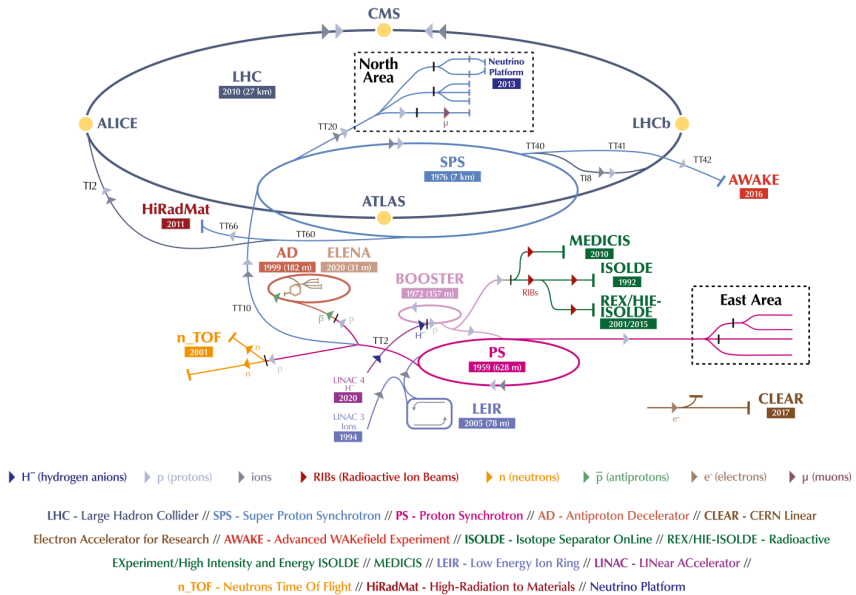 CMS
North
Area
Neutrino
Platform
2013
LHC
2010 (27 km)
μ
ALICE
LHCb
TT20
TT40
TT41
TT42
SPS
1976 (7 km)
TI8
TI2
AWAKE
2016
HiRadMat
2011
TT66
ATLAS
TT60
AD
1999 (182 m)
ELENA
2020 (31 m)
MEDICIS
2010
BOOSTER
1972 (157 m)
ISOLDE
1992
RIBs
REX/HIE-
ISOLDE
2001/2015
East Area
TT10
p̅
p
H⁻
p
n_TOF
2001
n
n
p
TT2
PS
1959 (628 m)
LINAC 4
H⁻
2020
LINAC 3
Ions
1994
LEIR
2005 (78 m)
CLEAR
2017
e⁻
H⁻ (hydrogen anions)
p (protons)
ions
RIBs (Radioactive Ion Beams)
n (neutrons)
p̅ (antiprotons)
e⁻ (electrons)
μ (muons)
LHC - Large Hadron Collider // SPS - Super Proton Synchrotron // PS - Proton Synchrotron // AD - Antiproton Decelerator // CLEAR - CERN Linear
Electron Accelerator for Research // AWAKE - Advanced WAKefield Experiment // ISOLDE - Isotope Separator OnLine // REX/HIE-ISOLDE - Radioactive
EXperiment/High Intensity and Energy ISOLDE // MEDICIS // LEIR - Low Energy Ion Ring // LINAC - LINear ACcelerator //
n_TOF - Neutrons Time Of Flight // HiRadMat - High-Radiation to Materials // Neutrino Platform